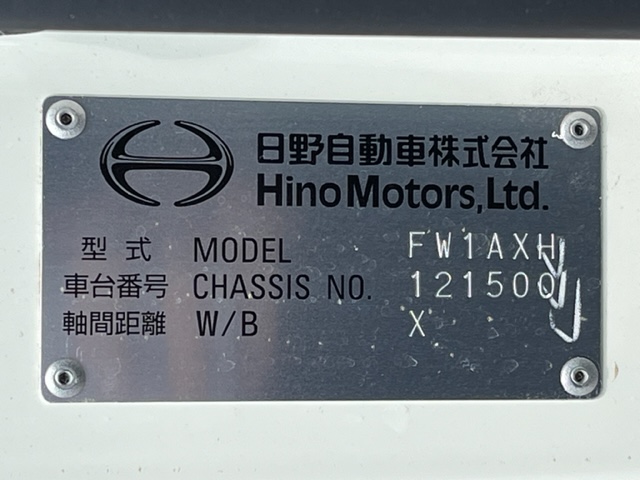 日野自動車株式会社
Hino Motors, Ltd.
型式 MODEL FW1AXH
車台番号 CHASSIS NO. 121500
軸間距離 W/B X